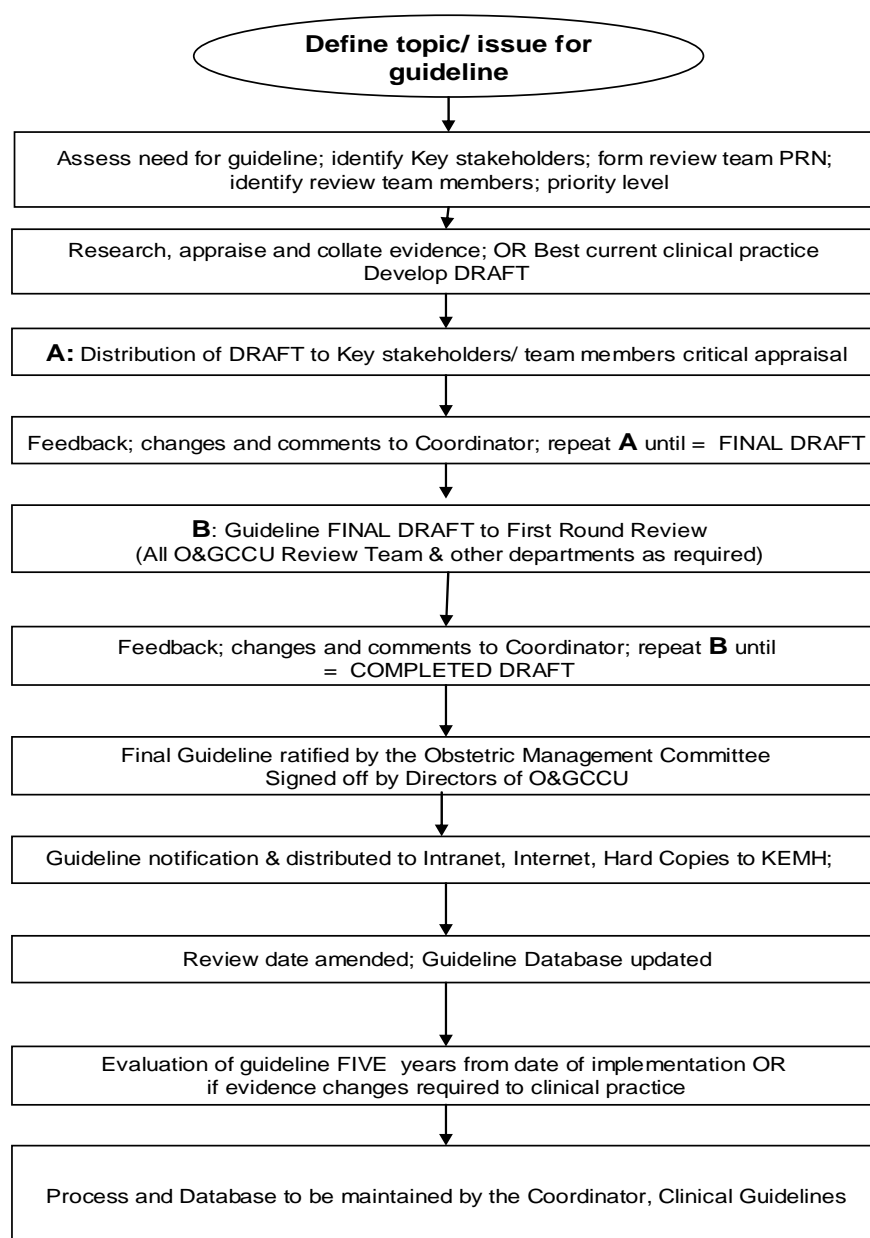 Define topic/ issue for
guideline
Assess need for guideline; identify Key stakeholders; form review team PRN;
identify review team members; priority level
Research, appraise and collate evidence; OR Best current clinical practice
Develop DRAFT
A: Distribution of DRAFT to Key stakeholders/ team members critical appraisal
Feedback; changes and comments to Coordinator; repeat A until = FINAL DRAFT
B: Guideline FINAL DRAFT to First Round Review
(All O&GCCU Review Team & other departments as required)
Feedback; changes and comments to Coordinator; repeat B until
= COMPLETED DRAFT
Final Guideline ratified by the Obstetric Management Committee
Signed off by Directors of O&GCCU
Guideline notification & distributed to Intranet, Internet, Hard Copies to KEMH;
Review date amended; Guideline Database updated
Evaluation of guideline FIVE years from date of implementation OR
if evidence changes required to clinical practice
Process and Database to be maintained by the Coordinator, Clinical Guidelines